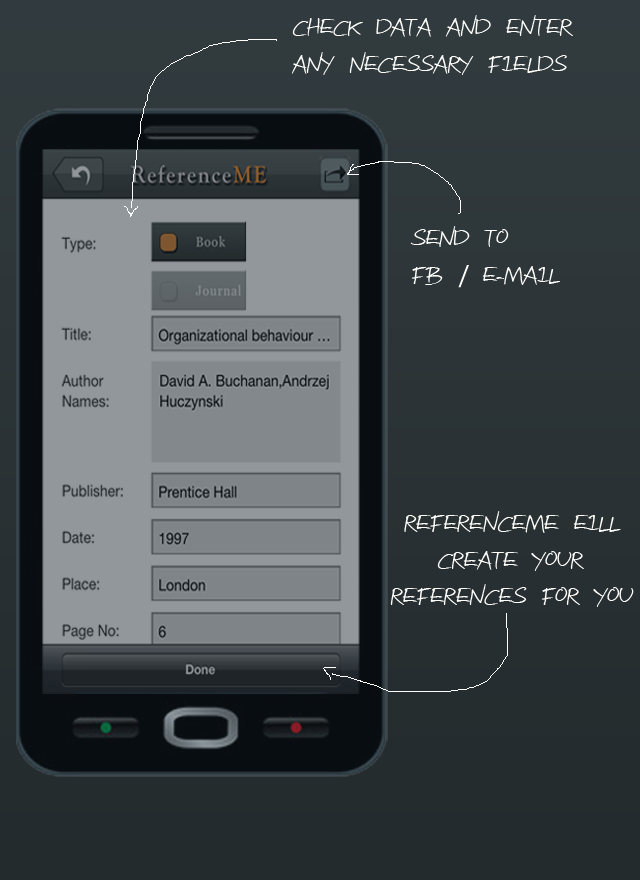 CHECK DATA AND ENTER
ANY NECESSARY FIELDS
ReferenceME
SEND TO
FB / E-MAIL
Type:
Book
Journal
Title:
Organizational behaviour ...
Author
Names:
David A. Buchanan,Andrzej
Huczynski
Publisher:
Prentice Hall
Date:
1997
Place:
London
Page No:
6
Done
REFERENCEME EILL
CREATE YOUR
REFERENCES FOR YOU